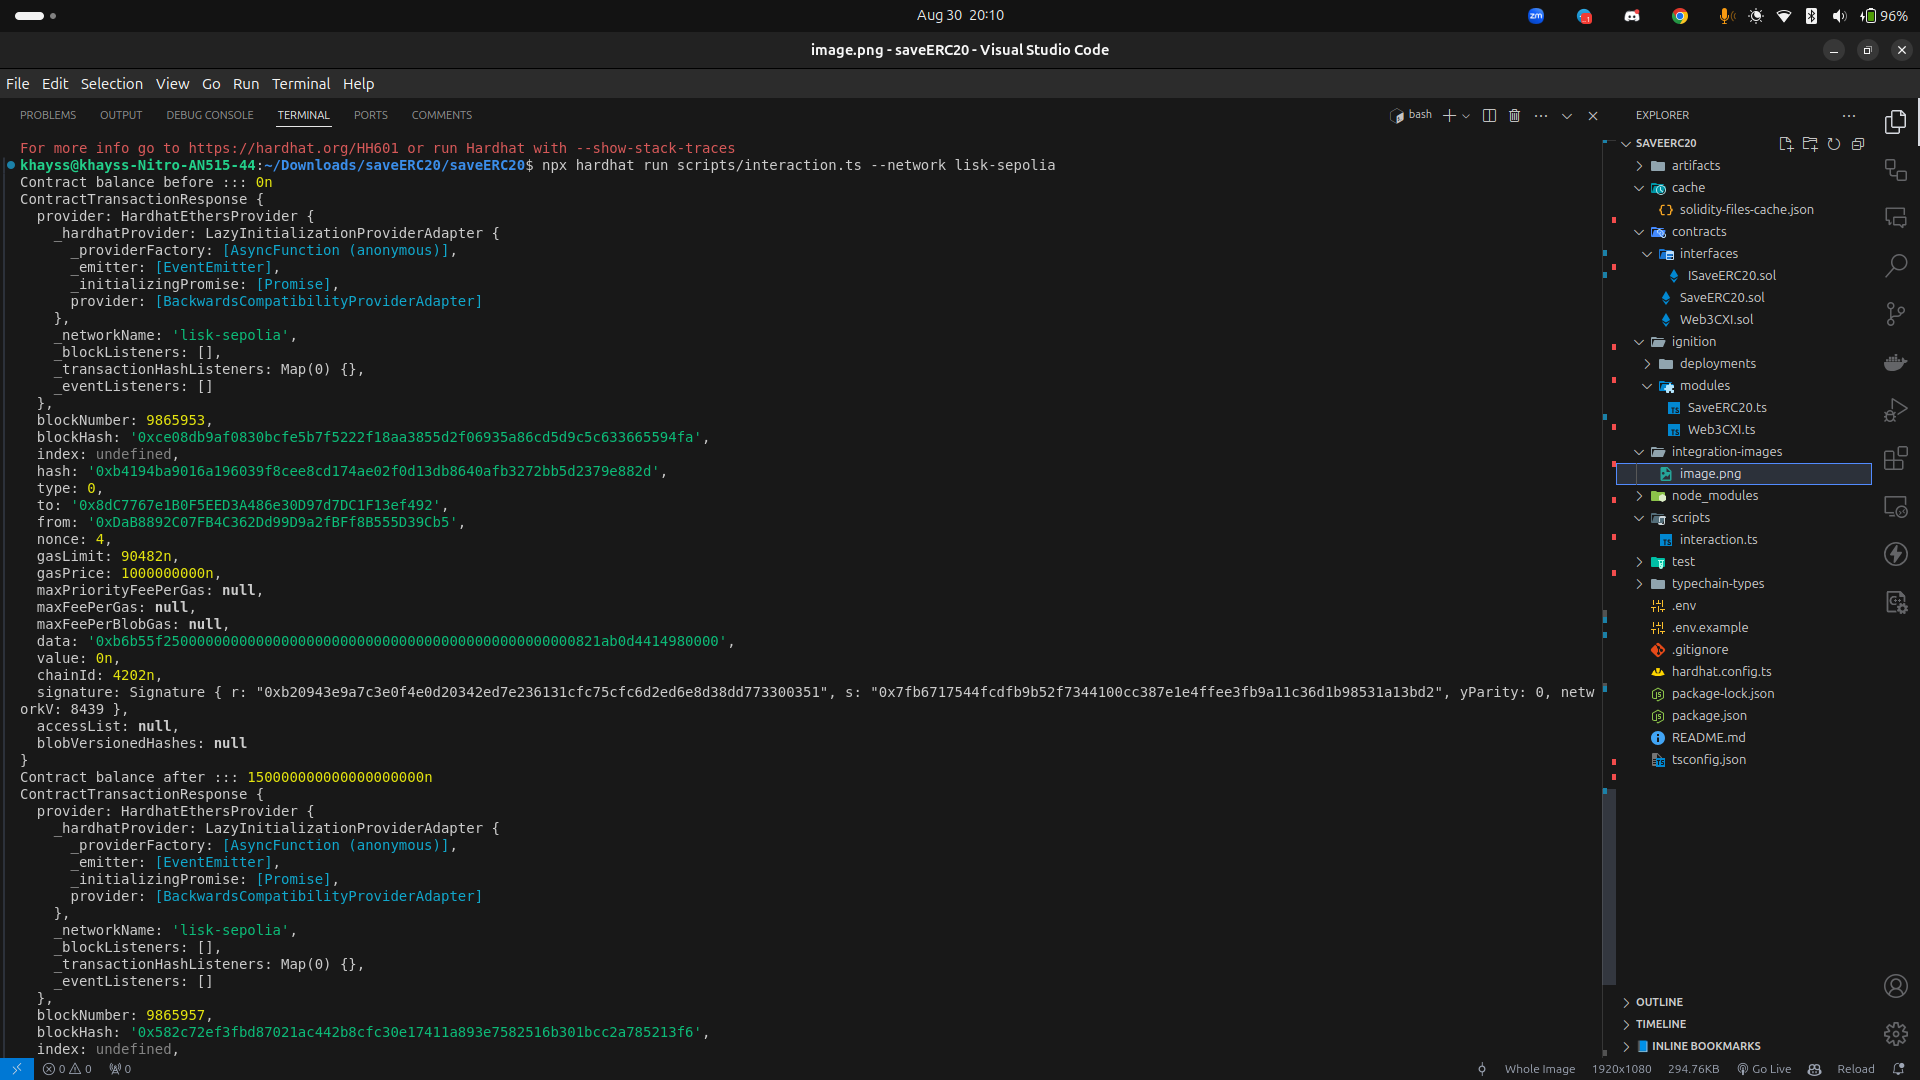 Aug 30  20:10
zm
1
96%
image.png - saveERC20 - Visual Studio Code
File Edit Selection View Go Run Terminal Help
PROBLEMS OUTPUT DEBUG CONSOLE TERMINAL PORTS COMMENTS
bash
For more info go to https://hardhat.org/HH601 or run Hardhat with --show-stack-traces
khayss@khayss-Nitro-AN515-44:~/Downloads/saveERC20/saveERC20$ npx hardhat run scripts/interaction.ts --network lisk-sepolia
Contract balance before ::: 0n
ContractTransactionResponse {
  provider: HardhatEthersProvider {
    _hardhatProvider: LazyInitializationProviderAdapter {
      _providerFactory: [AsyncFunction (anonymous)],
      _emitter: [EventEmitter],
      _initializingPromise: [Promise],
      provider: [BackwardsCompatibilityProviderAdapter]
    },
    _networkName: 'lisk-sepolia',
    _blockListeners: [],
    _transactionHashListeners: Map(0) {},
    _eventListeners: []
  },
  blockNumber: 9865953,
  blockHash: '0xce08db9af0830bcfe5b7f5222f18aa3855d2f06935a86cd5d9c5c633665594fa',
  index: undefined,
  hash: '0xb4194ba9016a196039f8cee8cd174ae02f0d13db8640afb3272bb5d2379e882d',
  type: 0,
  to: '0x8dC7767e1B0F5EED3A486e30D97d7DC1F13ef492',
  from: '0xDaB8892C07FB4C362Dd99D9a2fBFf8B555D39Cb5',
  nonce: 4,
  gasLimit: 90482n,
  gasPrice: 1000000000n,
  maxPriorityFeePerGas: null,
  maxFeePerGas: null,
  maxFeePerBlobGas: null,
  data: '0xb6b55f250000000000000000000000000000000000000000000000821ab0d4414980000',
  value: 0n,
  chainId: 4202n,
  signature: Signature { r: "0xb20943e9a7c3e0f4e0d20342ed7e236131cfc75cfc6d2ed6e8d38dd773300351", s: "0x7fb6717544fcdfb9b52f7344100cc387e1e4ffee3fb9a11c36d1b98531a13bd2", yParity: 0, netw
orkV: 8439 },
  accessList: null,
  blobVersionedHashes: null
}
Contract balance after ::: 150000000000000000000n
ContractTransactionResponse {
  provider: HardhatEthersProvider {
    _hardhatProvider: LazyInitializationProviderAdapter {
      _providerFactory: [AsyncFunction (anonymous)],
      _emitter: [EventEmitter],
      _initializingPromise: [Promise],
      provider: [BackwardsCompatibilityProviderAdapter]
    },
    _networkName: 'lisk-sepolia',
    _blockListeners: [],
    _transactionHashListeners: Map(0) {},
    _eventListeners: []
  },
  blockNumber: 9865957,
  blockHash: '0x582c72ef3fbd87021ac442b8cfc30e17411a893e7582516b301bcc2a785213f6',
  index: undefined,
EXPLORER
SAVEERC20
artifacts
cache
solidity-files-cache.json
contracts
interfaces
ISaveERC20.sol
SaveERC20.sol
Web3CXI.sol
ignition
deployments
modules
SaveERC20.ts
Web3CXI.ts
integration-images
image.png
node_modules
scripts
interaction.ts
test
typechain-types
.env
.env.example
.gitignore
hardhat.config.ts
package-lock.json
package.json
README.md
tsconfig.json
OUTLINE
TIMELINE
INLINE BOOKMARKS
0 0 0
Whole Image 1920x1080 294.76KB Go Live Reload